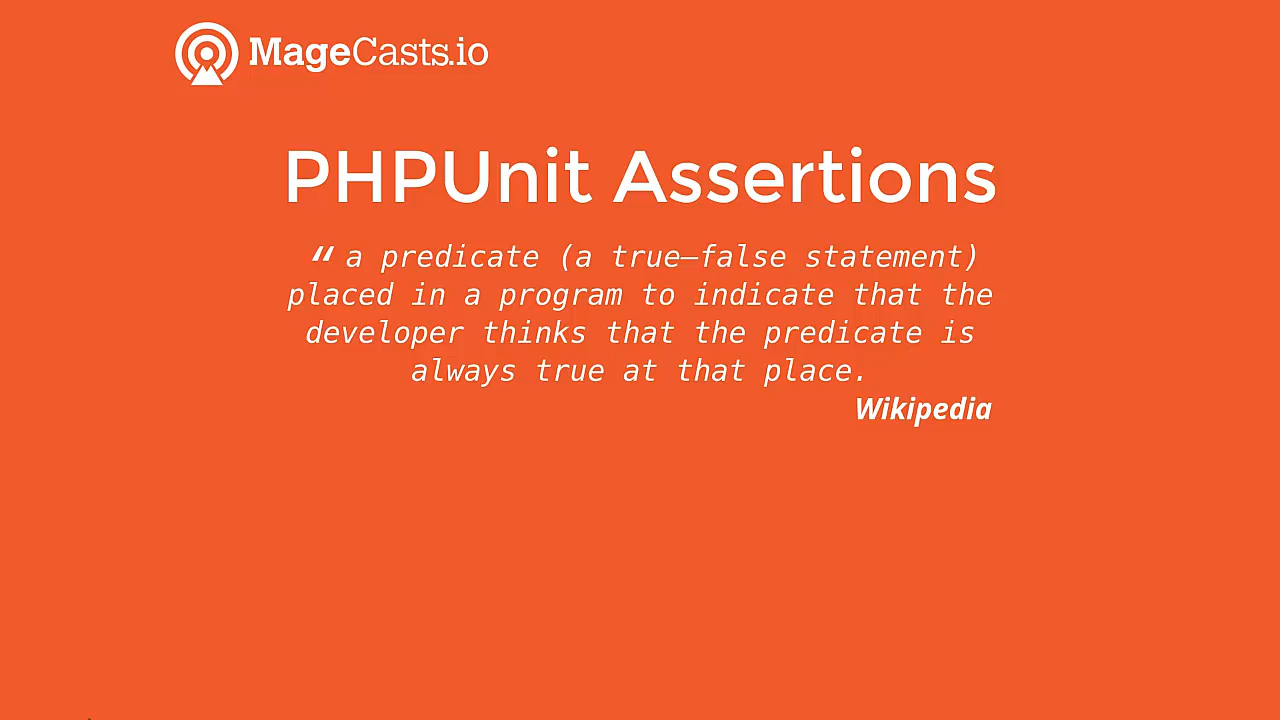 MageCasts.io
PHPUnit Assertions
“ a predicate (a true–false statement)
placed in a program to indicate that the
developer thinks that the predicate is
always true at that place.
Wikipedia